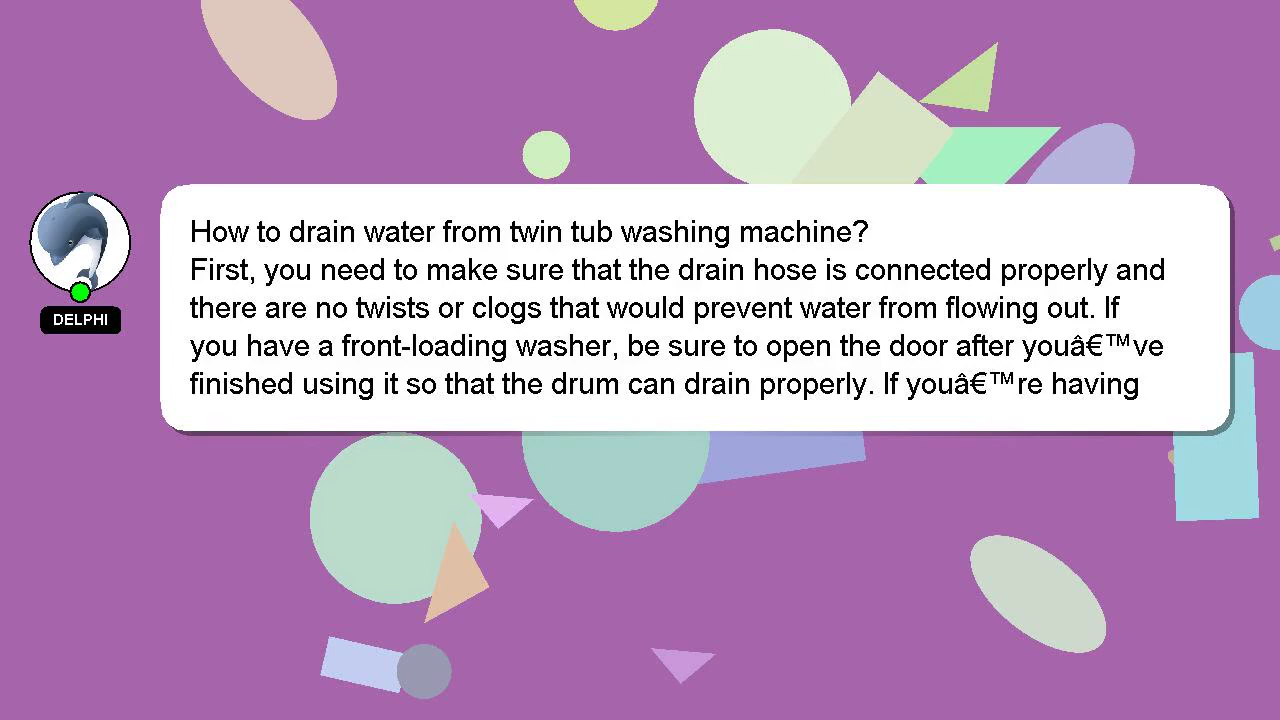 How to drain water from twin tub washing machine?
First, you need to make sure that the drain hose is connected properly and
there are no twists or clogs that would prevent water from flowing out. If
you have a front-loading washer, be sure to open the door after youâ€™ve
finished using it so that the drum can drain properly. If youâ€™re having
DELPHI